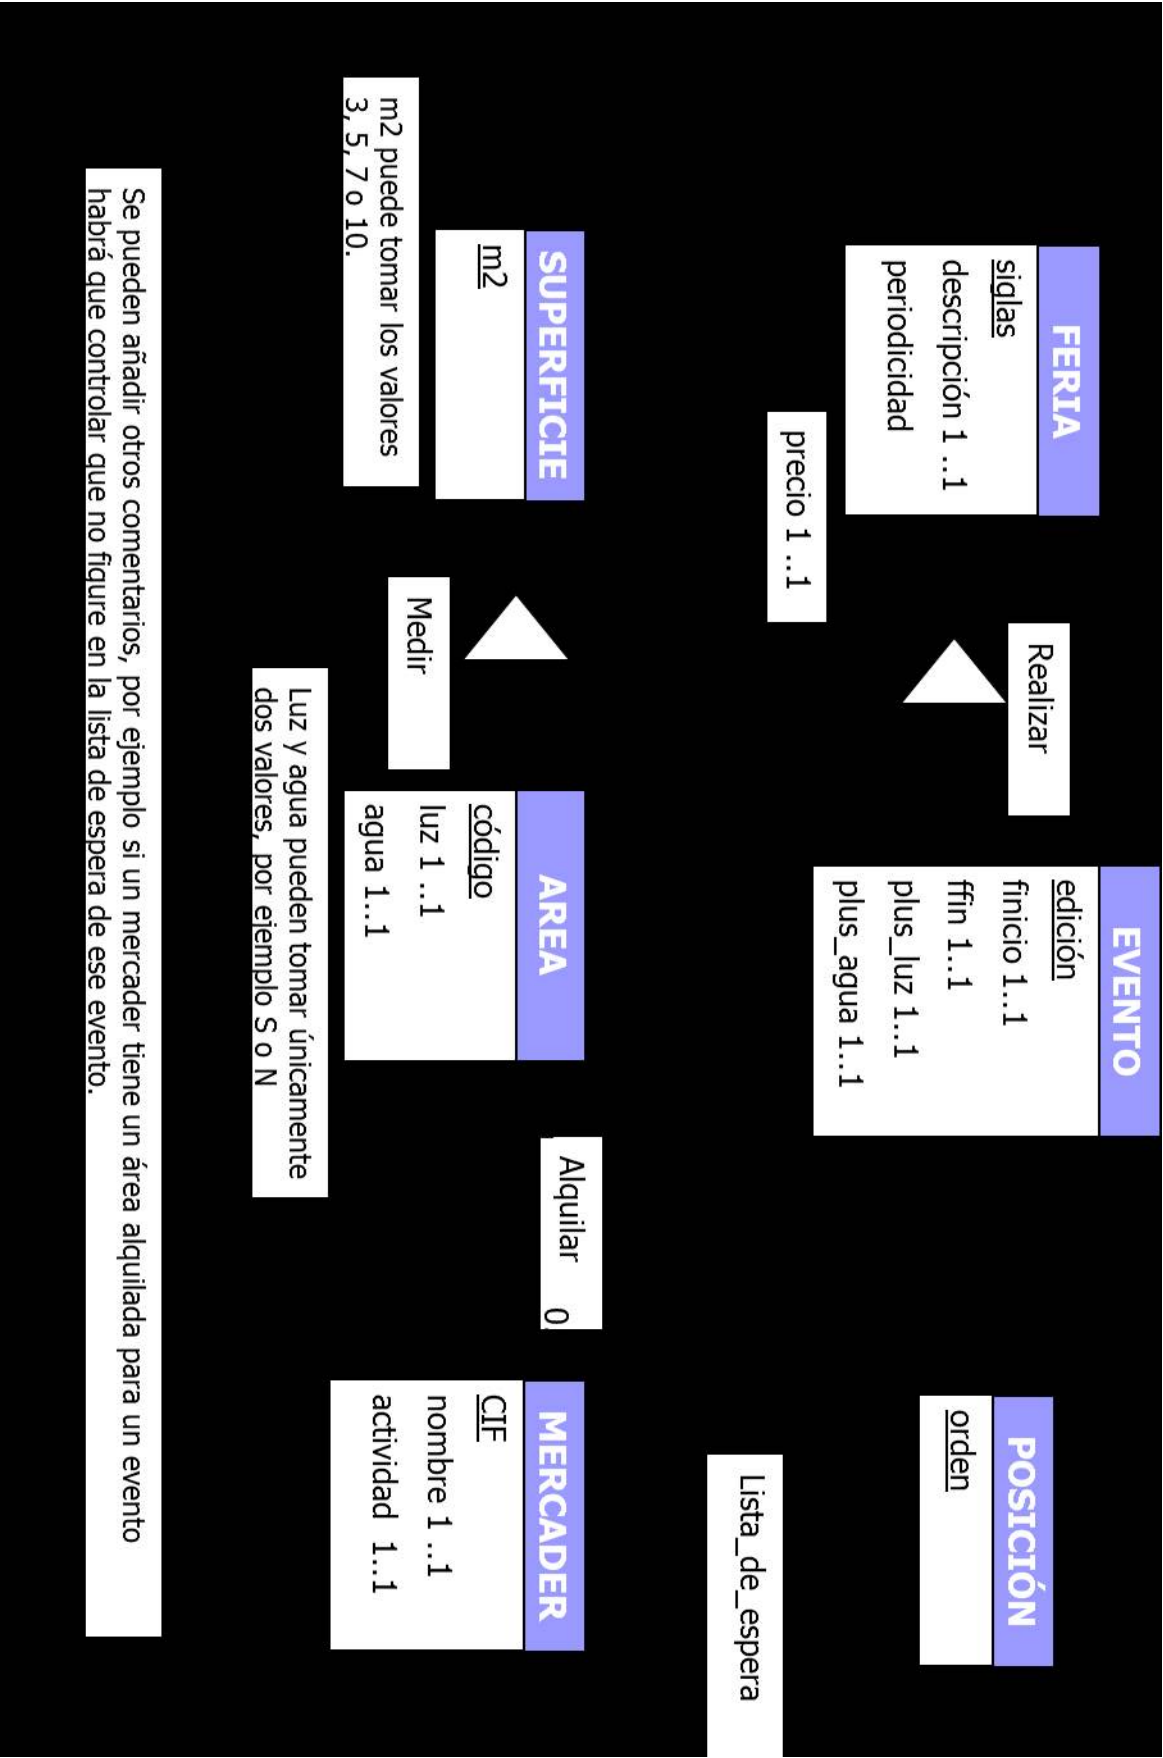 FERIA
siglas
descripción 1 ..1
periodicidad
Realizar
EVENTO
edición
finicio 1..1
ffin 1..1
plus_luz 1..1
plus_agua 1..1
POSICIÓN
orden
precio 1 ..1
Lista_de_espera
SUPERFICIE
m2
m2 puede tomar los valores
3, 5, 7 o 10.
Medir
AREA
código
luz 1 ..1
agua 1..1
Luz y agua pueden tomar únicamente
dos valores, por ejemplo S o N
Alquilar
0
MERCADER
CIF
nombre 1 ..1
actividad 1..1
Se pueden añadir otros comentarios, por ejemplo si un mercader tiene un área alquilada para un evento
habrá que controlar que no figure en la lista de espera de ese evento.